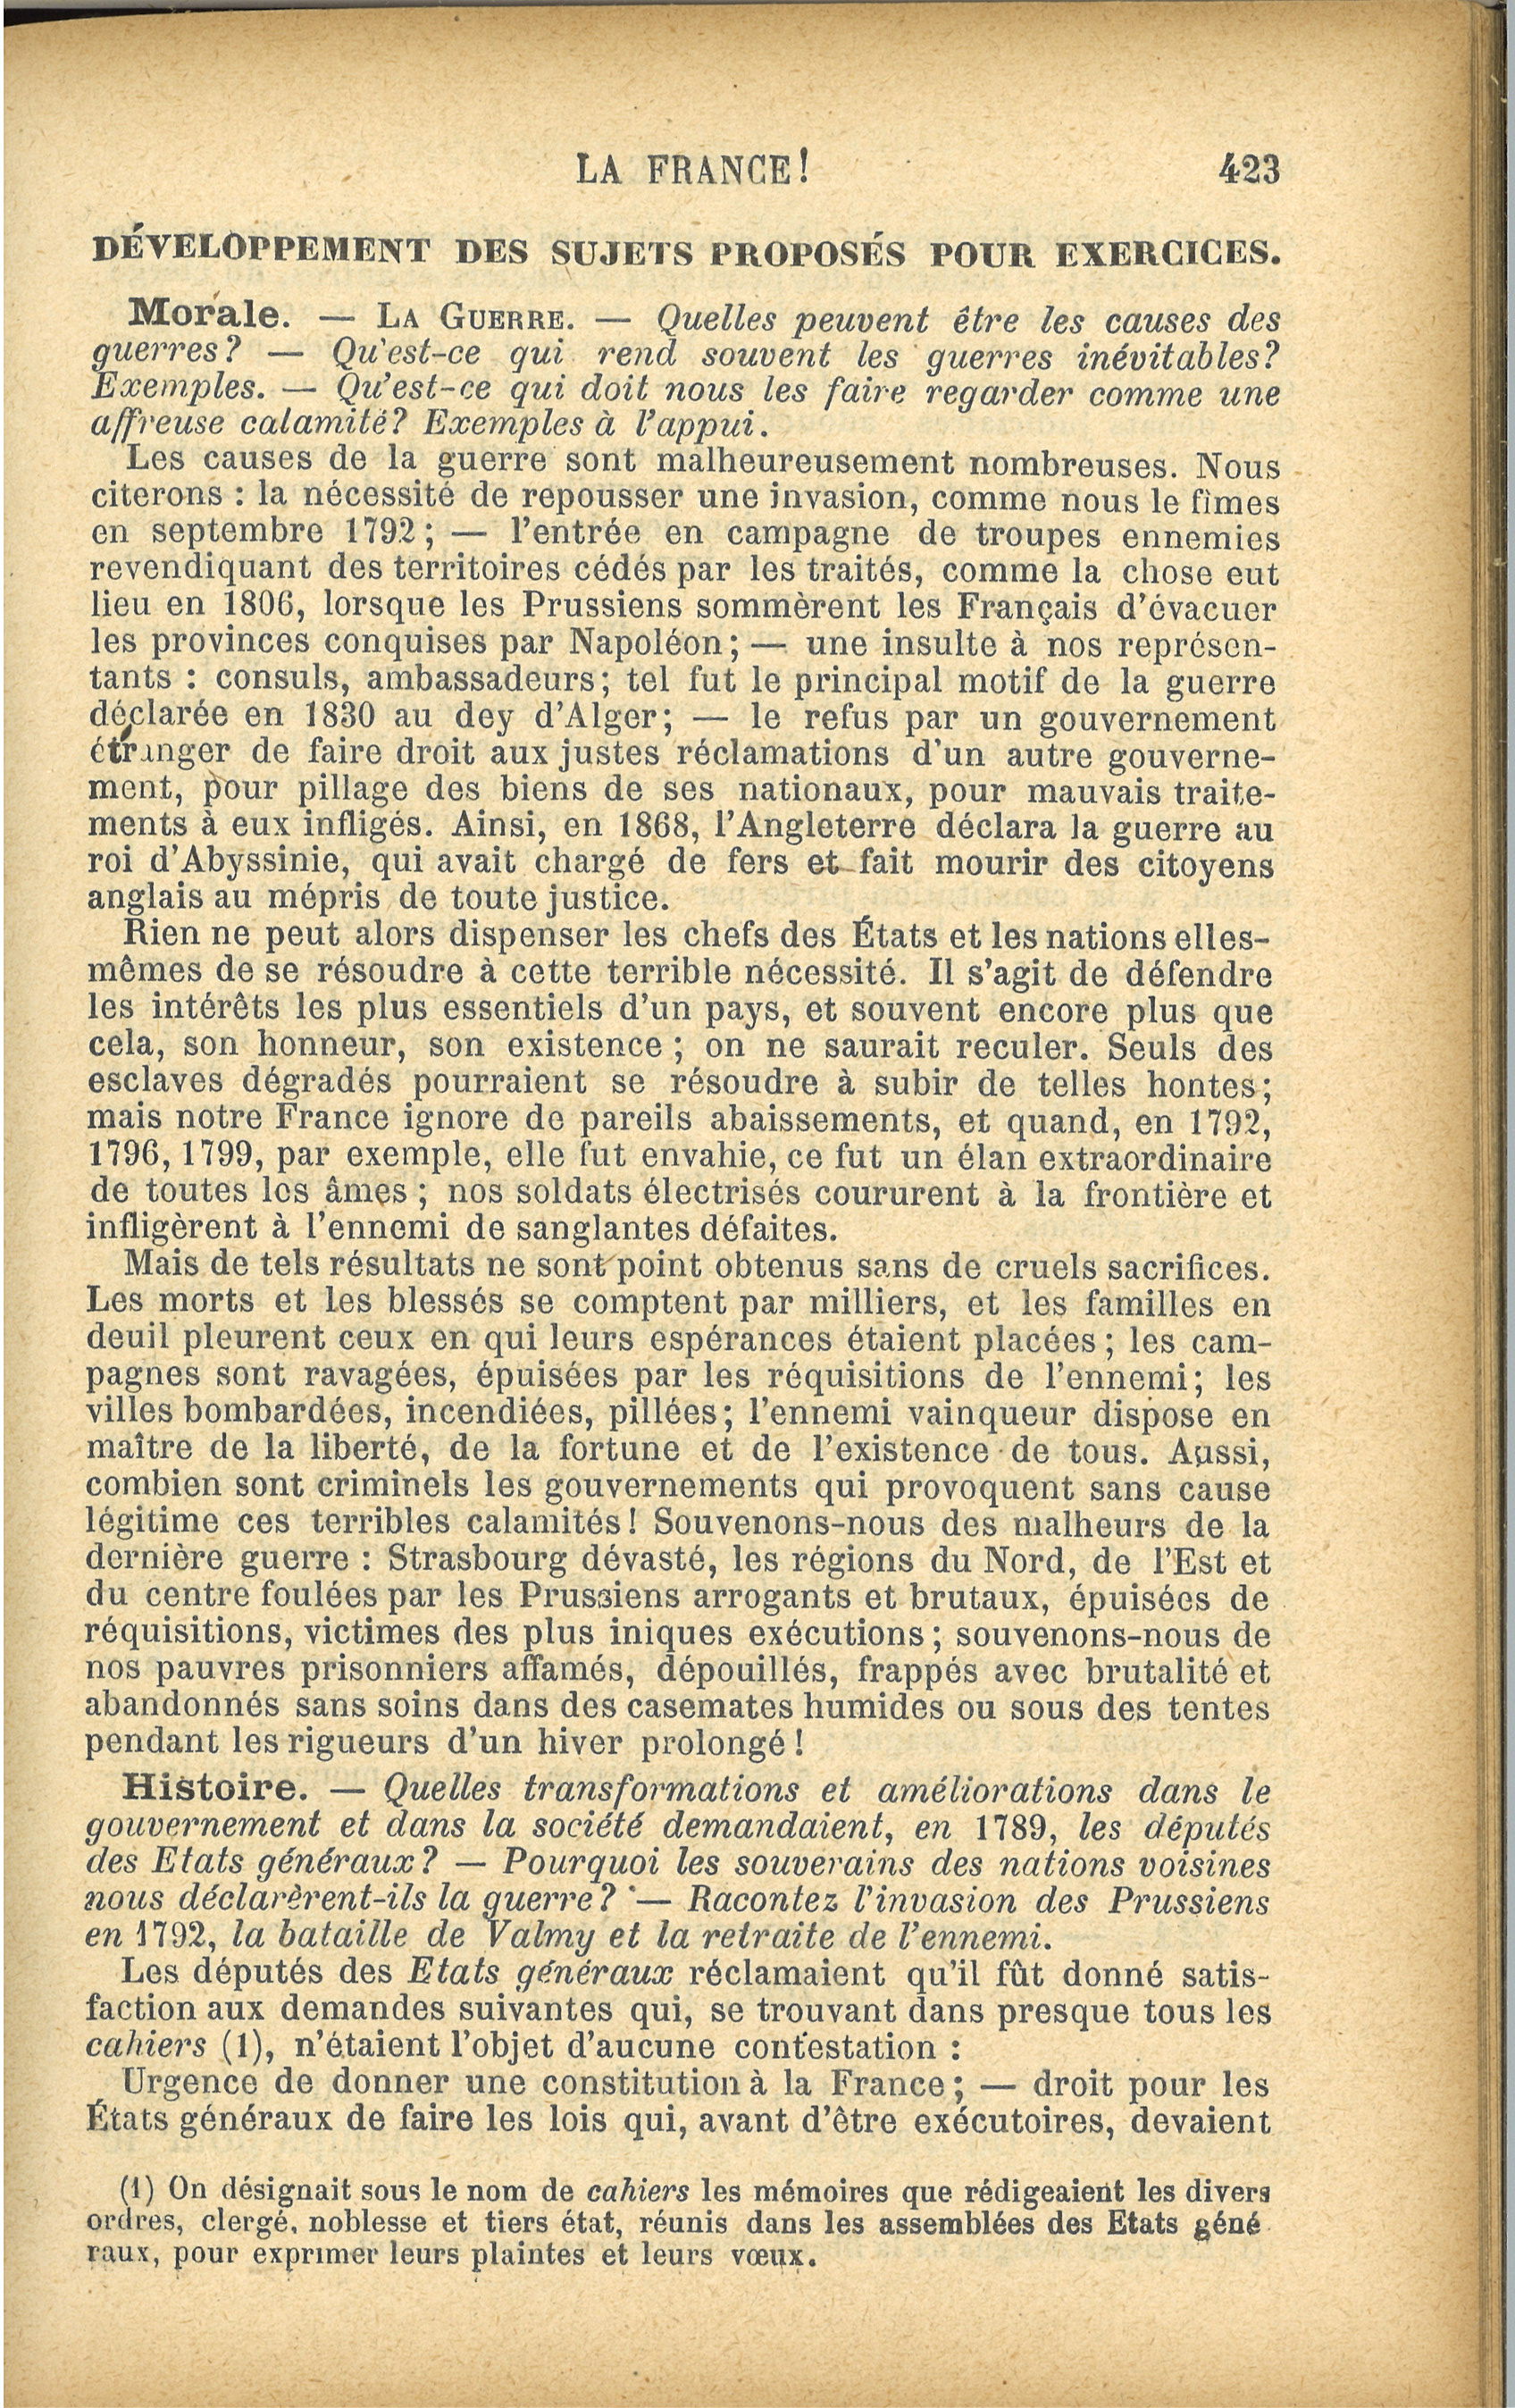 LA FRANCE! 423
DÉVELOPPEMENT DES SUJETS PROPOSÉS POUR EXERCICES.
Morale. — LA GUERRE. — Quelles peuvent être les causes des
guerres? — Qu'est-ce qui rend souvent les guerres inévitables?
Exemples. — Qu'est-ce qui doit nous les faire regarder comme une
affreuse calamité? Exemples à l'appui.
Les causes de la guerre sont malheureusement nombreuses. Nous
citerons : la nécessité de repousser une invasion, comme nous le fîmes
en septembre 1792; — l'entrée en campagne de troupes ennemies
revendiquant des territoires cédés par les traités, comme la chose eut
lieu en 1806, lorsque les Prussiens sommèrent les Français d'évacuer
les provinces conquises par Napoléon; — une insulte à nos représen-
tants : consuls, ambassadeurs; tel fut le principal motif de la guerre
déclarée en 1830 au dey d'Alger; — le refus par un gouvernement
étranger de faire droit aux justes réclamations d'un autre gouverne-
ment, pour pillage des biens de ses nationaux, pour mauvais traite-
ments à eux infligés. Ainsi, en 1868, l'Angleterre déclara la guerre au
roi d'Abyssinie, qui avait chargé de fers et fait mourir des citoyens
anglais au mépris de toute justice.
Rien ne peut alors dispenser les chefs des États et les nations elles-
mêmes de se résoudre à cette terrible nécessité. Il s'agit de défendre
les intérêts les plus essentiels d'un pays, et souvent encore plus que
cela, son honneur, son existence; on ne saurait reculer. Seuls des
esclaves dégradés pourraient se résoudre à subir de telles hontes;
mais notre France ignore de pareils abaissements, et quand, en 1792,
1796, 1799, par exemple, elle fut envahie, ce fut un élan extraordinaire
de toutes les âmes; nos soldats électrisés coururent à la frontière et
infligèrent à l'ennemi de sanglantes défaites.
Mais de tels résultats ne sont point obtenus sans de cruels sacrifices.
Les morts et les blessés se comptent par milliers, et les familles en
deuil pleurent ceux en qui leurs espérances étaient placées; les cam-
pagnes sont ravagées, épuisées par les réquisitions de l'ennemi; les
villes bombardées, incendiées, pillées; l'ennemi vainqueur dispose en
maître de la liberté, de la fortune et de l'existence de tous. Aussi,
combien sont criminels les gouvernements qui provoquent sans cause
légitime ces terribles calamités! Souvenons-nous des malheurs de la
dernière guerre : Strasbourg dévasté, les régions du Nord, de l'Est et
du centre foulées par les Prussiens arrogants et brutaux, épuisées de
réquisitions, victimes des plus iniques exécutions; souvenons-nous de
nos pauvres prisonniers affamés, dépouillés, frappés avec brutalité et
abandonnés sans soins dans des casemates humides ou sous des tentes
pendant les rigueurs d'un hiver prolongé!
Histoire. — Quelles transformations et améliorations dans le
gouvernement et dans la société demandaient, en 1789, les députés
des Etats généraux? — Pourquoi les souverains des nations voisines
nous déclarèrent-ils la guerre? — Racontez l'invasion des Prussiens
en 1792, la bataille de Valmy et la retraite de l'ennemi.
Les députés des Etats généraux réclamaient qu'il fût donné satis-
faction aux demandes suivantes qui, se trouvant dans presque tous les
cahiers (1), n'étaient l'objet d'aucune contestation :
Urgence de donner une constitution à la France; — droit pour les
États généraux de faire les lois qui, avant d'être exécutoires, devaient
(1) On désignait sous le nom de cahiers les mémoires que rédigeaient les divers
ordres, clergé, noblesse et tiers état, réunis dans les assemblées des Etats géné
raux, pour exprimer leurs plaintes et leurs vœux.